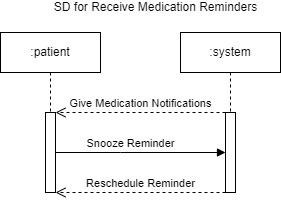 SD for Receive Medication Reminders
:patient
:system
Give Medication Notifications
Snooze Reminder
Reschedule Reminder